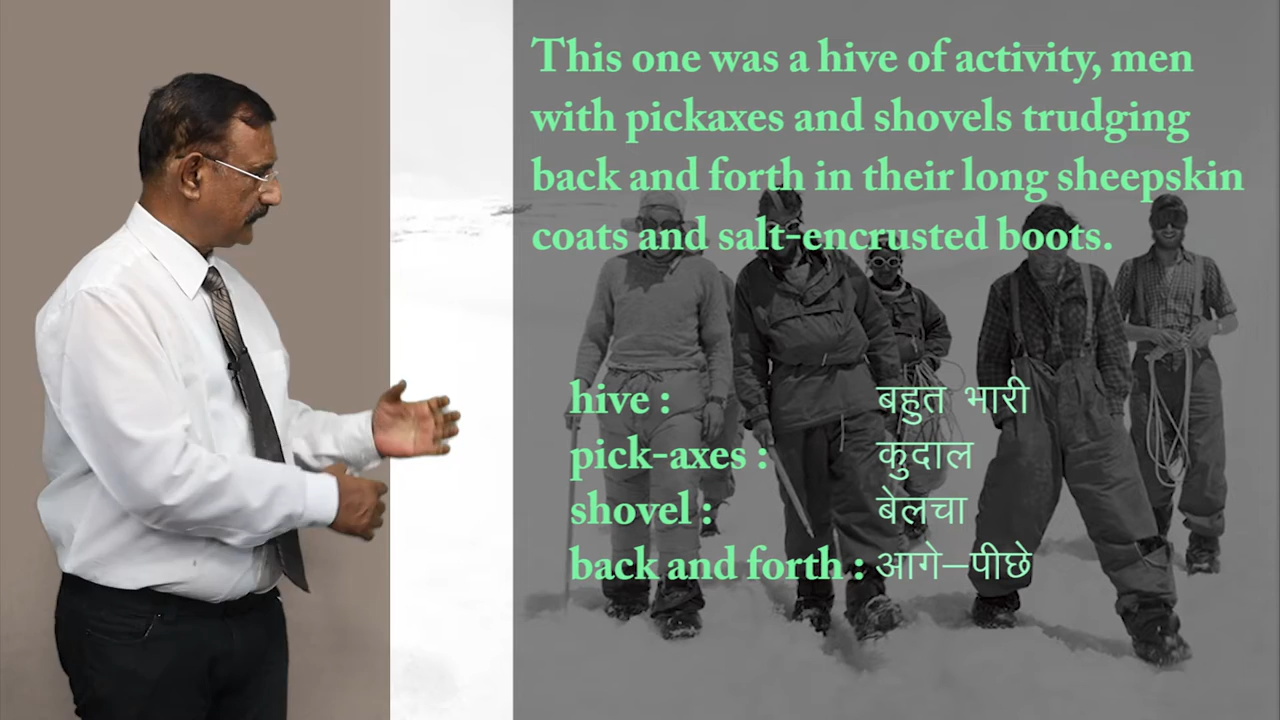 This one was a hive of activity, men
with pickaxes and shovels trudging
back and forth in their long sheepskin
coats and salt-encrusted boots.
hive : बहुत भारी
pick-axes : कुदाल
shovel : बेलचा
back and forth : आगे–पीछे